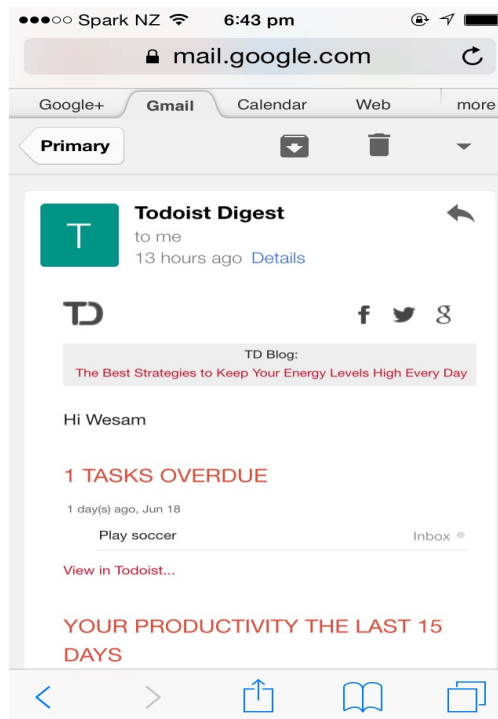 Spark NZ 6:43 pm
mail.google.com
Google+ Gmail Calendar Web more
Primary
T
Todoist Digest
to me
13 hours ago Details
TD f g
TD Blog:
The Best Strategies to Keep Your Energy Levels High Every Day
Hi Wesam
1 TASKS OVERDUE
1 day(s) ago, Jun 18
Play soccer Inbox
View in Todoist...
YOUR PRODUCTIVITY THE LAST 15
DAYS